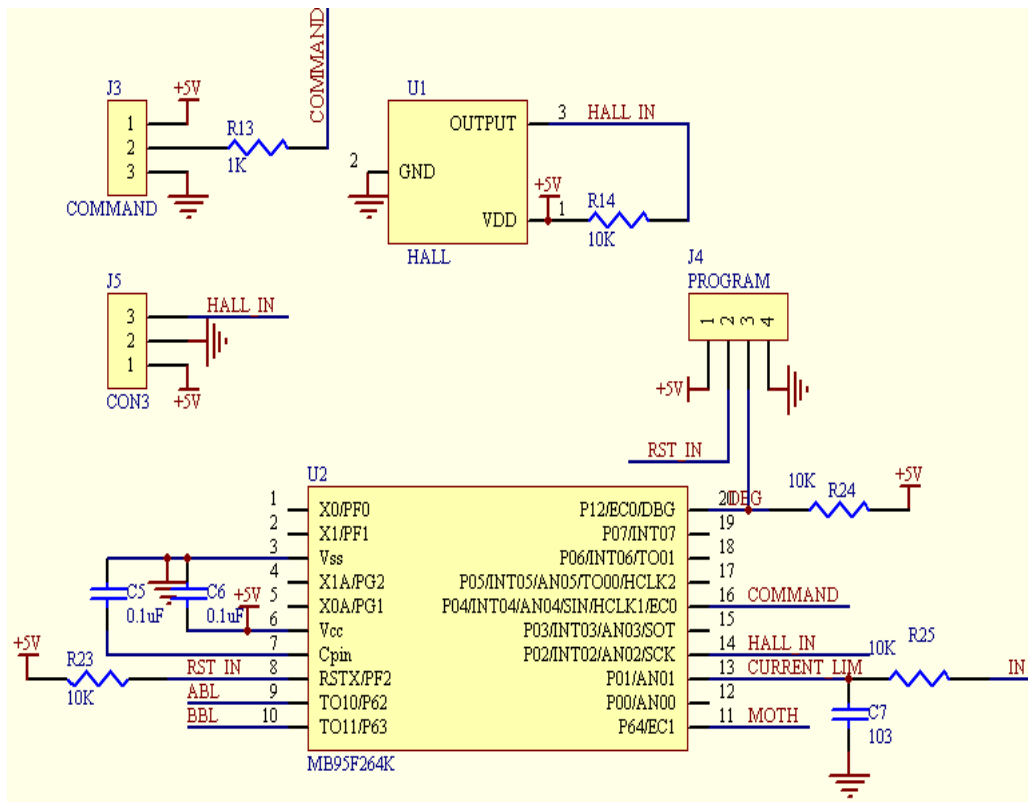 COMMAND
J3
+5V
1
2
3
R13
1K
COMMAND
U1
OUTPUT
3
HALL IN
2
GND
+5V
VDD
1
R14
10K
HALL
J5
3
HALL IN
2
1
+5V
CON3
J4
PROGRAM
1
2
3
4
+5V
RST IN
U2
1
X0/PF0
2
X1/PF1
3
Vss
4
X1A/PG2
5
X0A/PG1
6
Vcc
7
Cpin
8
RSTX/PF2
9
TO10/P62
10
TO11/P63
P12/EC0/DBG
20
DBG
P07/INT07
19
P06/INT06/TO01
18
P05/INT05/AN05/TO00/HCLK2
17
P04/INT04/AN04/SIN/HCLK1/EC0
16
COMMAND
P03/INT03/AN03/SOT
15
P02/INT02/AN02/SCK
14
HALL IN
P01/AN01
13
CURRENT LIM
P00/AN00
12
P64/EC1
11
MOTH
MB95F264K
C5
0.1uF
C6
0.1uF
+5V
+5V
R23
10K
RST IN
ABL
BBL
10K
R24
+5V
10K
R25
IN
C7
103